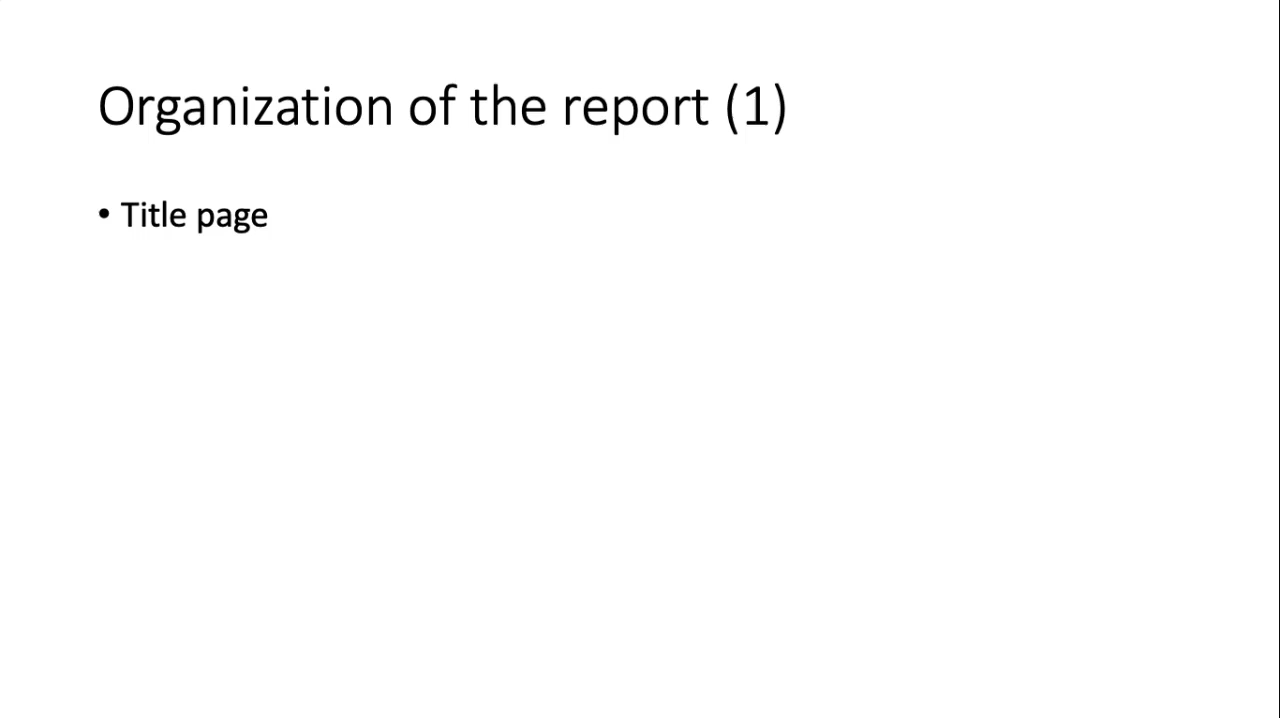 Organization of the report (1)
• Title page